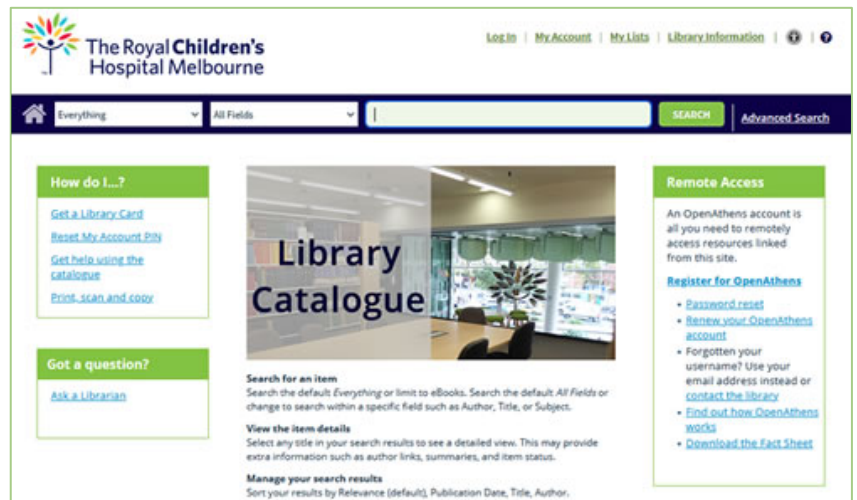 The Royal Children's
Hospital Melbourne
Log In | My Account | My Lists | Library Information
Everything
All Fields
SEARCH
Advanced Search
How do I...?
Get a Library Card
Reset My Account PIN
Get help using the
catalogue
Print, scan and copy
Got a question?
Ask a Librarian
Library
Catalogue
Search for an item
Search the default Everything or limit to eBooks. Search the default All Fields or
change to search within a specific field such as Author, Title, or Subject.
View the item details
Select any title in your search results to see a detailed view. This may provide
extra information such as author links, summaries, and item status.
Manage your search results
Sort your results by Relevance (default), Publication Date, Title, Author.
Remote Access
An OpenAthens account is
all you need to remotely
access resources linked
from this site.
Register for OpenAthens
• Password reset
• Renew your OpenAthens
account
• Forgotten your
username? Use your
email address instead or
contact the library
• Find out how OpenAthens
works
• Download the Fact Sheet